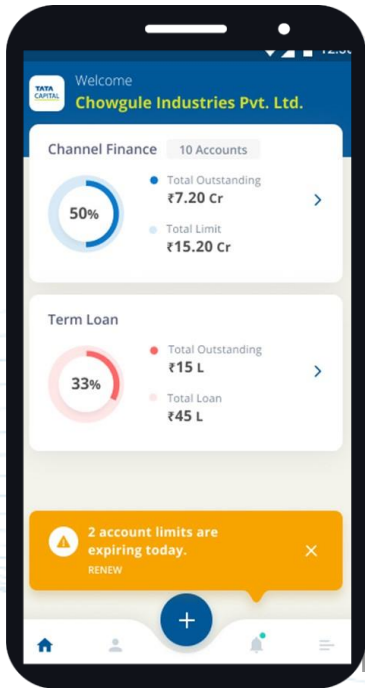 TATA
CAPITAL
Welcome
Chowgule Industries Pvt. Ltd.
Channel Finance 10 Accounts
50%
Total Outstanding
₹7.20 Cr
Total Limit
₹15.20 Cr
Term Loan
33%
Total Outstanding
₹15 L
Total Loan
₹45 L
2 account limits are
expiring today.
RENEW